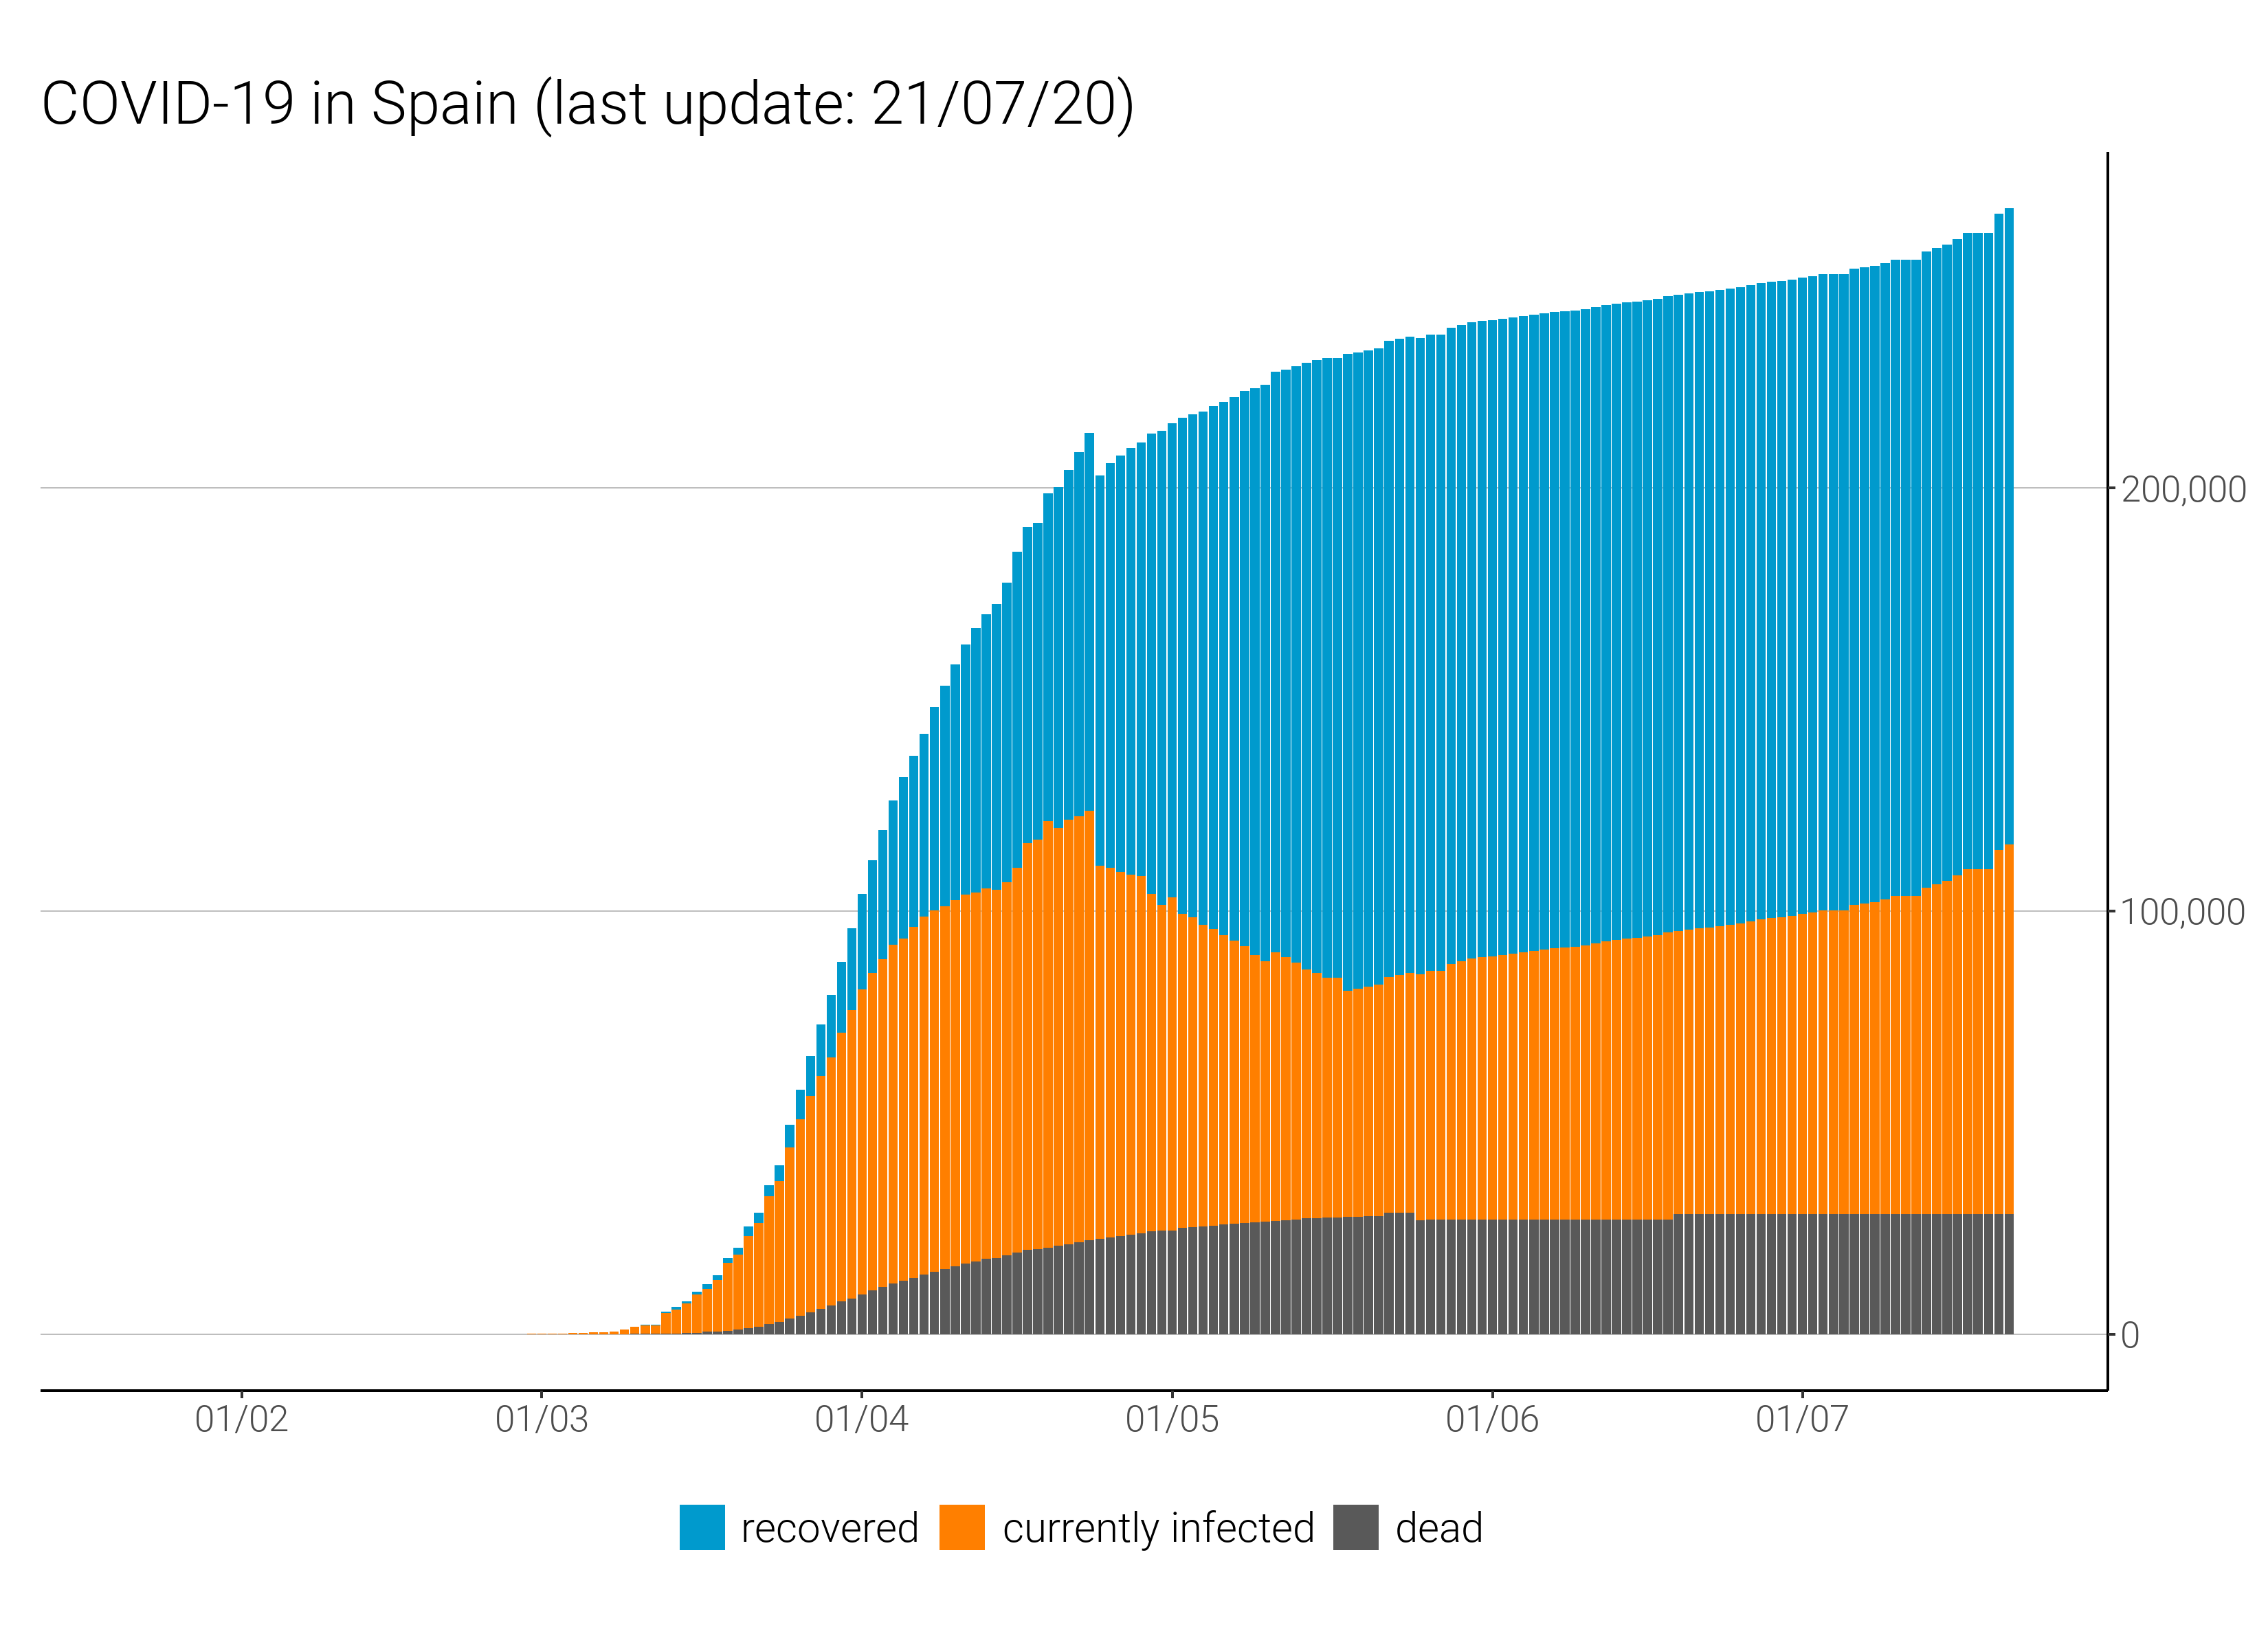 COVID-19 in Spain (last update: 21/07/20)
200,000
100,000
0
01/02 01/03 01/04 01/05 01/06 01/07
recovered currently infected dead